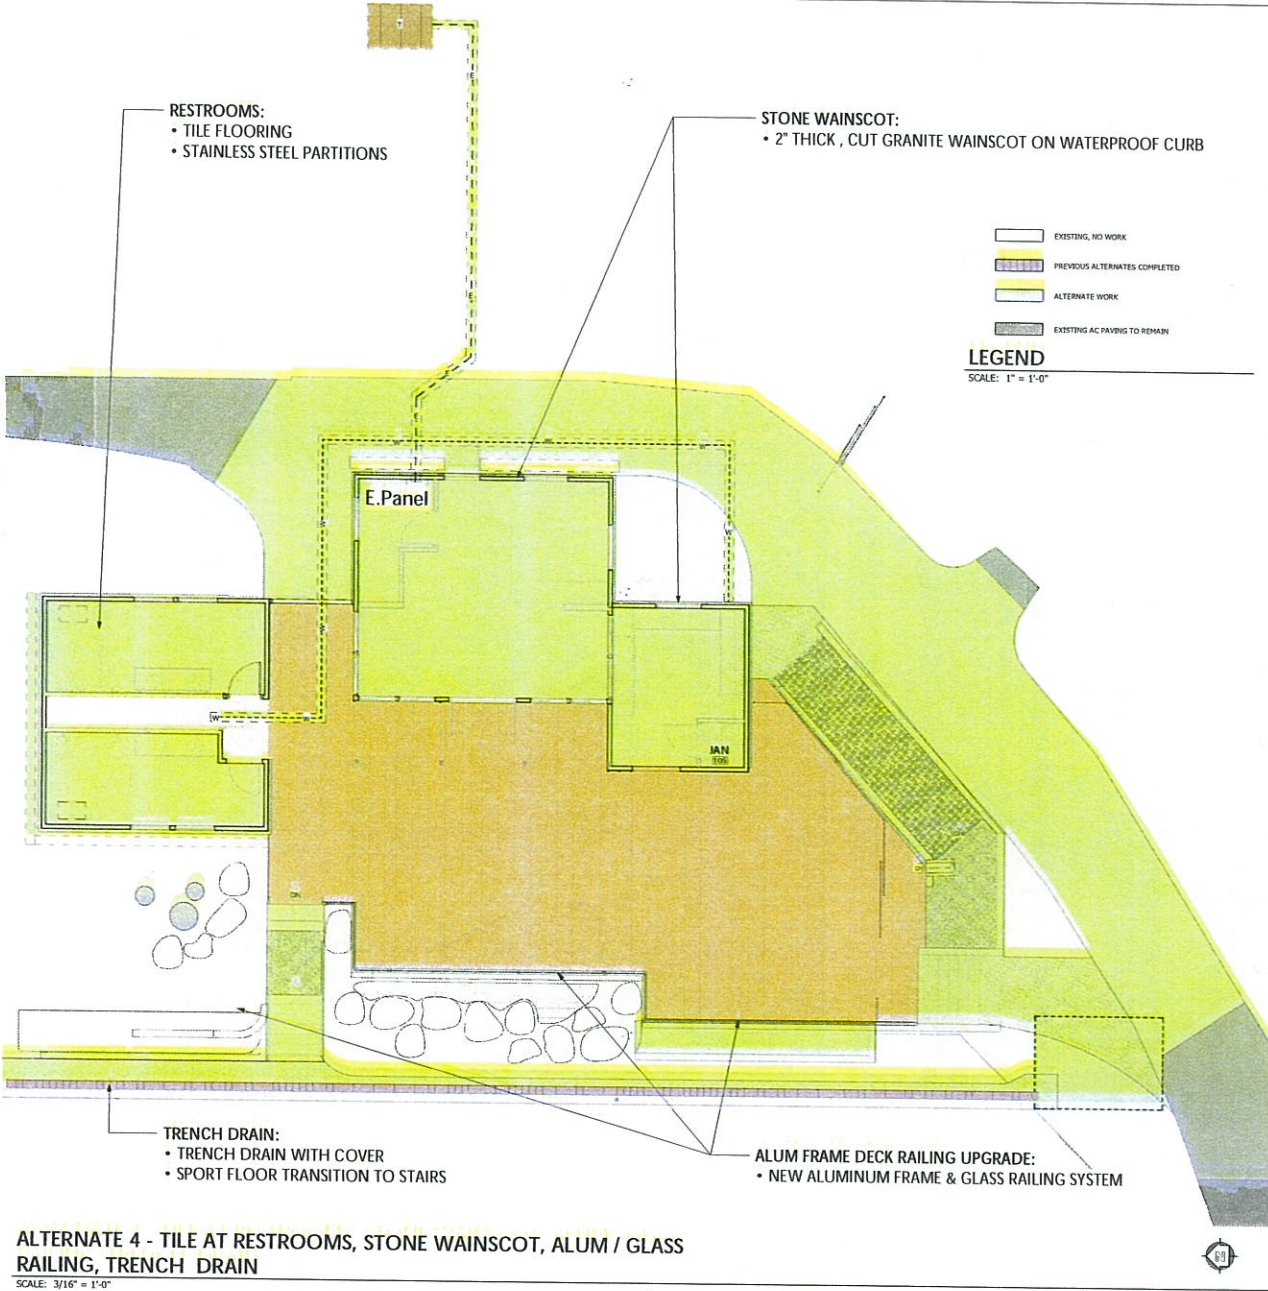 T
RESTROOMS:
• TILE FLOORING
• STAINLESS STEEL PARTITIONS
STONE WAINSCOT:
• 2" THICK , CUT GRANITE WAINSCOT ON WATERPROOF CURB
EXISTING, NO WORK
PREVIOUS ALTERNATES COMPLETED
ALTERNATE WORK
EXISTING AC PAVING TO REMAIN
LEGEND
SCALE: 1" = 1'-0"
E
E
E
E
W
W
W
E.Panel
W
W
W
W
W
JAN
105
DN
TRENCH DRAIN:
• TRENCH DRAIN WITH COVER
• SPORT FLOOR TRANSITION TO STAIRS
ALUM FRAME DECK RAILING UPGRADE:
• NEW ALUMINUM FRAME & GLASS RAILING SYSTEM
ALTERNATE 4 - TILE AT RESTROOMS, STONE WAINSCOT, ALUM / GLASS
RAILING, TRENCH DRAIN
SCALE: 3/16" = 1'-0"